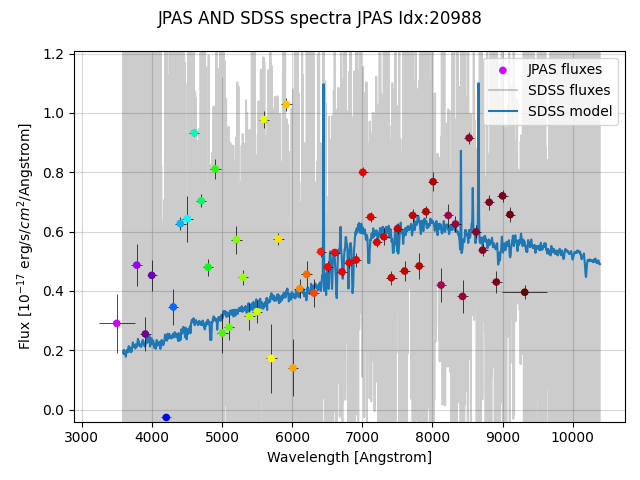 JPAS AND SDSS spectra JPAS Idx:20988
JPAS fluxes
SDSS fluxes
SDSS model
Flux [10^{-17} erg/s/cm^2/Angstrom]
1.2
1.0
0.8
0.6
0.4
0.2
0.0
3000 4000 5000 6000 7000 8000 9000 10000
Wavelength [Angstrom]